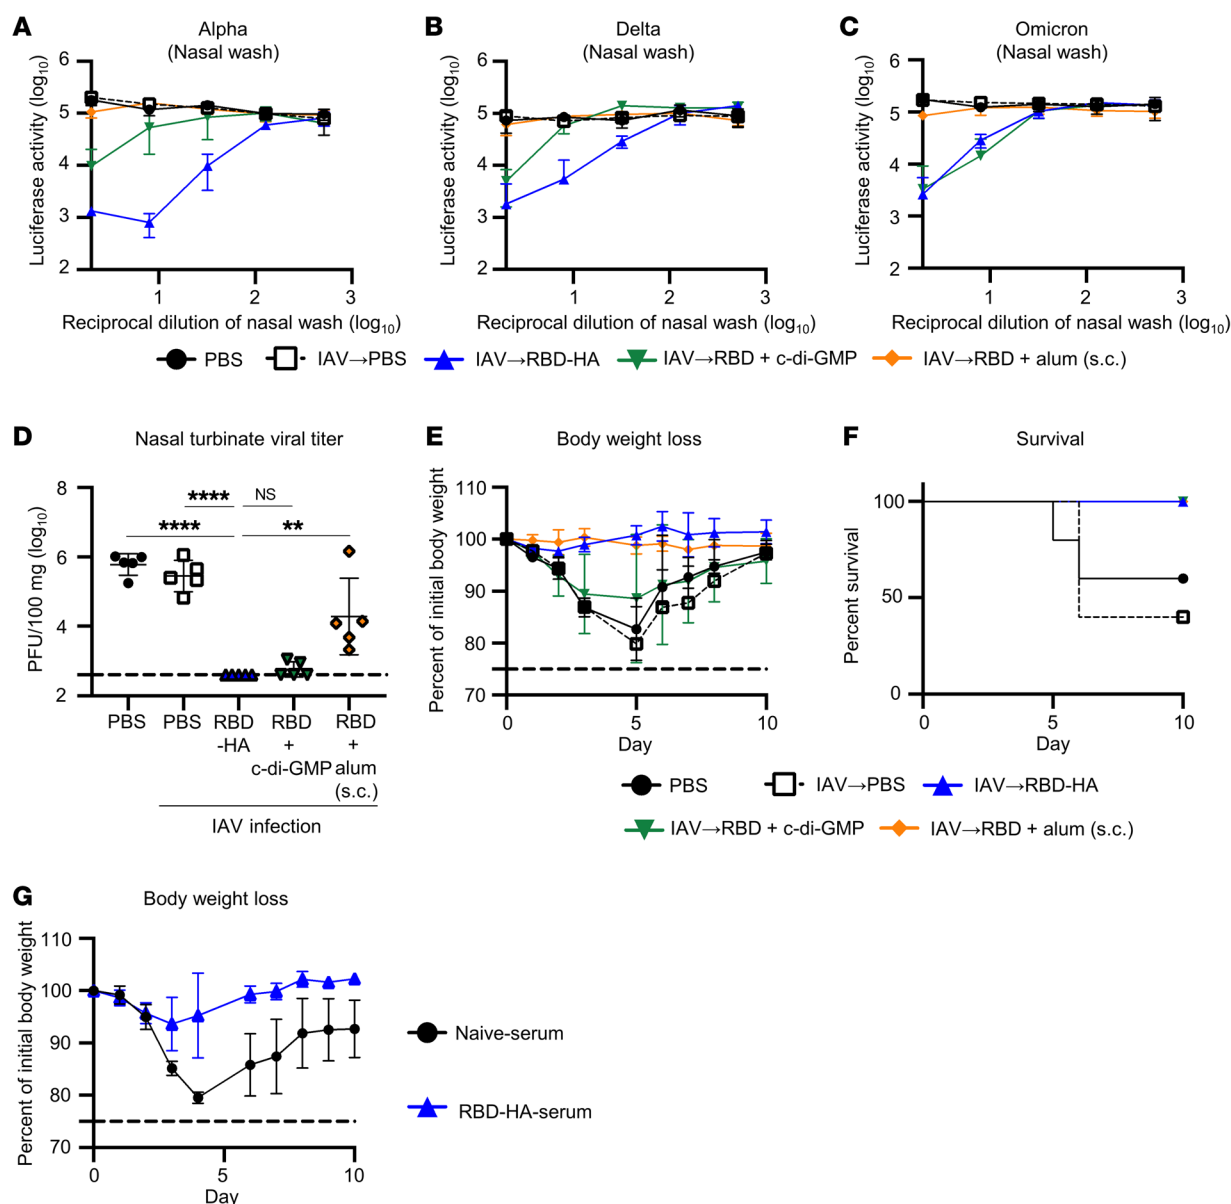 A
Alpha
(Nasal wash)
Luciferase activity (log10)
6
5
4
3
2
1
2
3
Reciprocal dilution of nasal wash (log10)
B
Delta
(Nasal wash)
Luciferase activity (log10)
6
5
4
3
2
1
2
3
Reciprocal dilution of nasal wash (log10)
C
Omicron
(Nasal wash)
Luciferase activity (log10)
6
5
4
3
2
1
2
3
Reciprocal dilution of nasal wash (log10)
PBS
IAV→PBS
IAV→RBD-HA
IAV→RBD + c-di-GMP
IAV→RBD + alum (s.c.)
D
Nasal turbinate viral titer
PFU/100 mg (log10)
8
6
4
2
****
NS
****
**
PBS
PBS
RBD
-HA
RBD
+
c-di-GMP
RBD
+
alum
(s.c.)
IAV infection
E
Body weight loss
Percent of initial body weight
110
100
90
80
70
0
5
10
Day
F
Survival
Percent survival
100
50
0
0
5
10
Day
PBS
IAV→PBS
IAV→RBD-HA
IAV→RBD + c-di-GMP
IAV→RBD + alum (s.c.)
G
Body weight loss
Percent of initial body weight
110
100
90
80
70
0
5
10
Day
Naive-serum
RBD-HA-serum